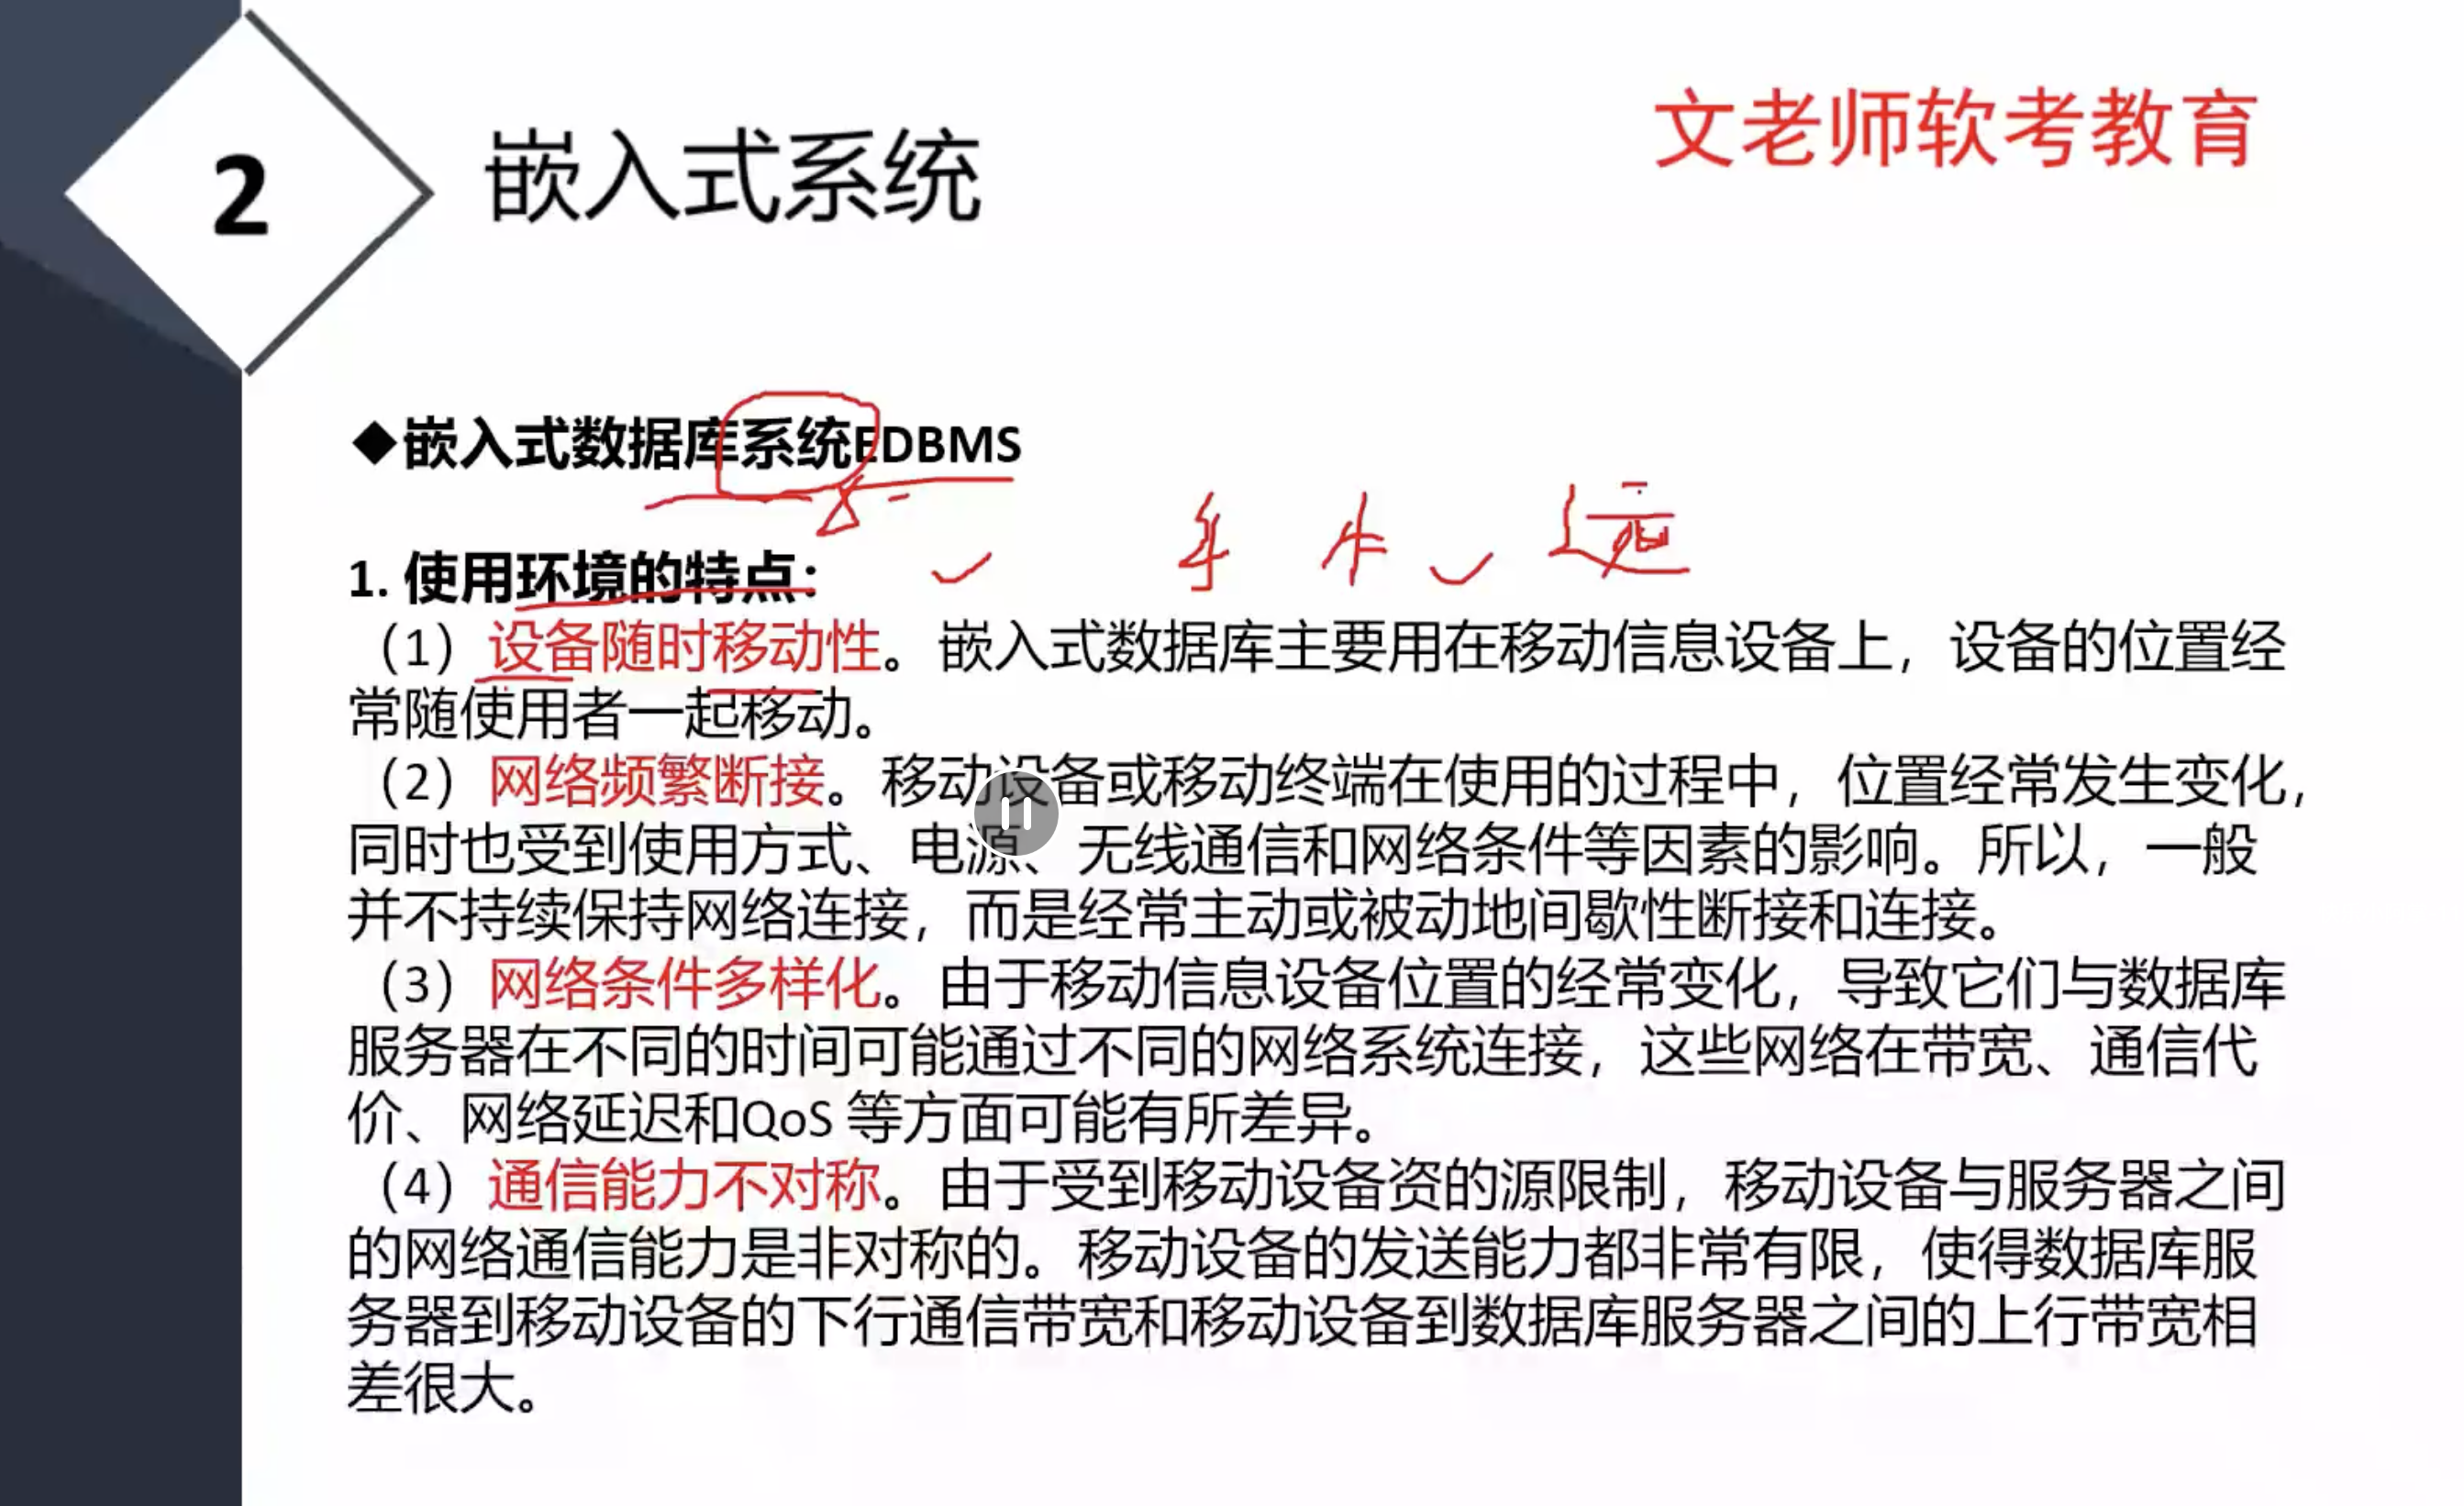 2
嵌入式系统
文老师软考教育
◆嵌入式数据库系统EDBMS
1. 使用环境的特点：
（1）设备随时移动性。嵌入式数据库主要用在移动信息设备上，设备的位置经
常随使用者一起移动。
（2）网络频繁断接。移动设备或移动终端在使用的过程中，位置经常发生变化，
同时也受到使用方式、电源、无线通信和网络条件等因素的影响。所以，一般
并不持续保持网络连接，而是经常主动或被动地间歇性断接和连接。
（3）网络条件多样化。由于移动信息设备位置的经常变化，导致它们与数据库
服务器在不同的时间可能通过不同的网络系统连接，这些网络在带宽、通信代
价、网络延迟和QoS 等方面可能有所差异。
（4）通信能力不对称。由于受到移动设备资的源限制，移动设备与服务器之间
的网络通信能力是非对称的。移动设备的发送能力都非常有限，使得数据库服
务器到移动设备的下行通信带宽和移动设备到数据库服务器之间的上行带宽相
差很大。